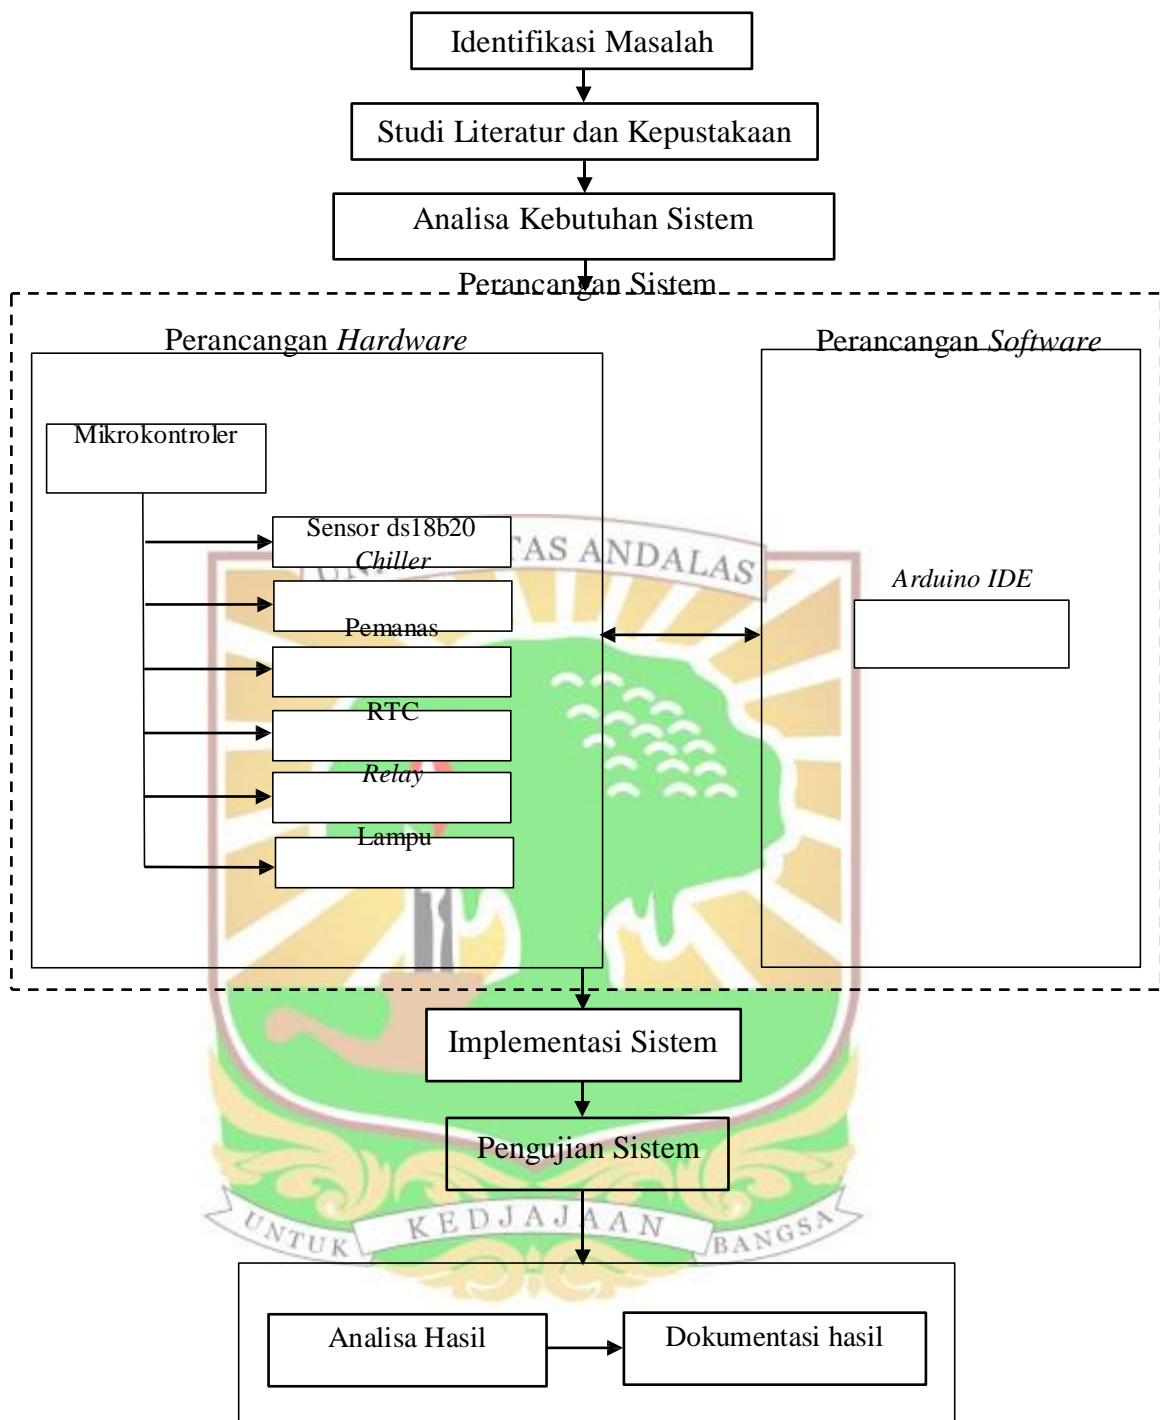 Identifikasi Masalah
Studi Literatur dan Kepustakaan
Analisa Kebutuhan Sistem
Perancangan Sistem
Perancangan Hardware
Perancangan Software
Mikrokontroler
Sensor ds18b20
Chiller
Pemanas
RTC
Relay
Lampu
Arduino IDE
TAS ANDALAS
Implementasi Sistem
Pengujian Sistem
UNTUK KEDJAJAAN BANGSA
Analisa Hasil
Dokumentasi hasil